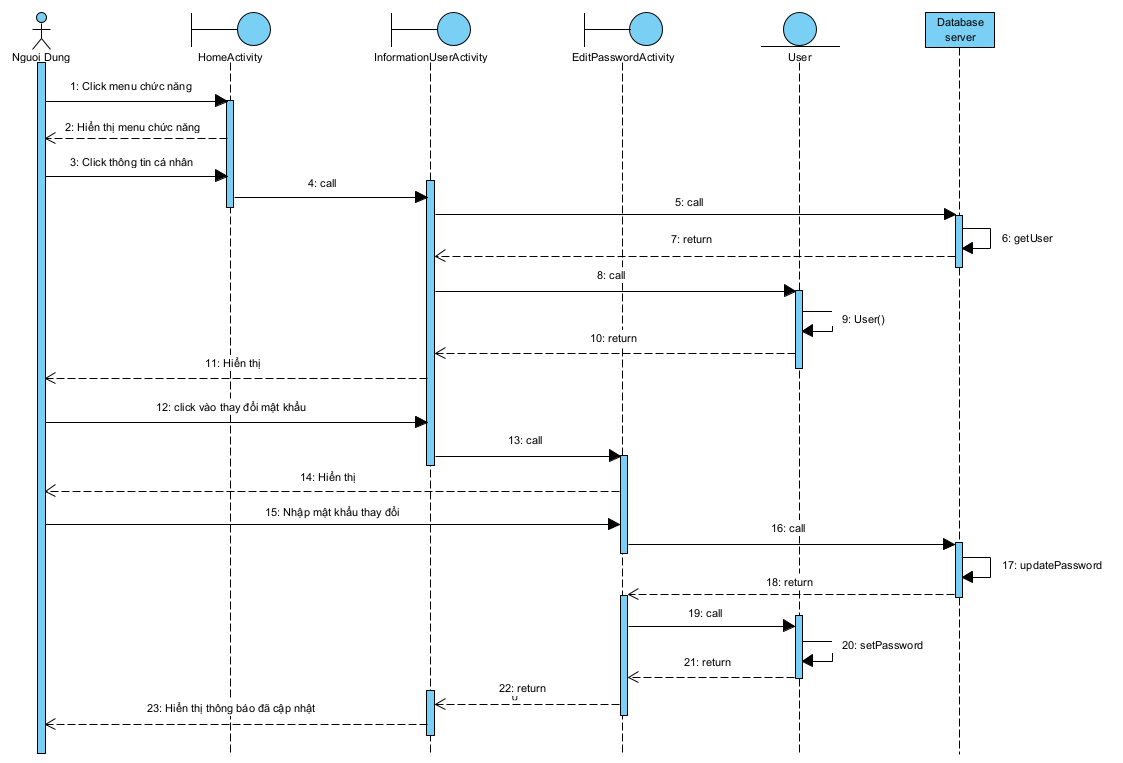 Database
server
Nguoi Dung
HomeActivity
InformationUserActivity
EditPasswordActivity
User
1: Click menu chức năng
2: Hiển thị menu chức năng
3: Click thông tin cá nhân
4: call
5: call
6: getUser
7: return
8: call
9: User()
10: return
11: Hiển thị
12: click vào thay đổi mật khẩu
13: call
14: Hiển thị
15: Nhập mật khẩu thay đổi
16: call
17: updatePassword
18: return
19: call
20: setPassword
21: return
22: return
23: Hiển thị thông báo đã cập nhật